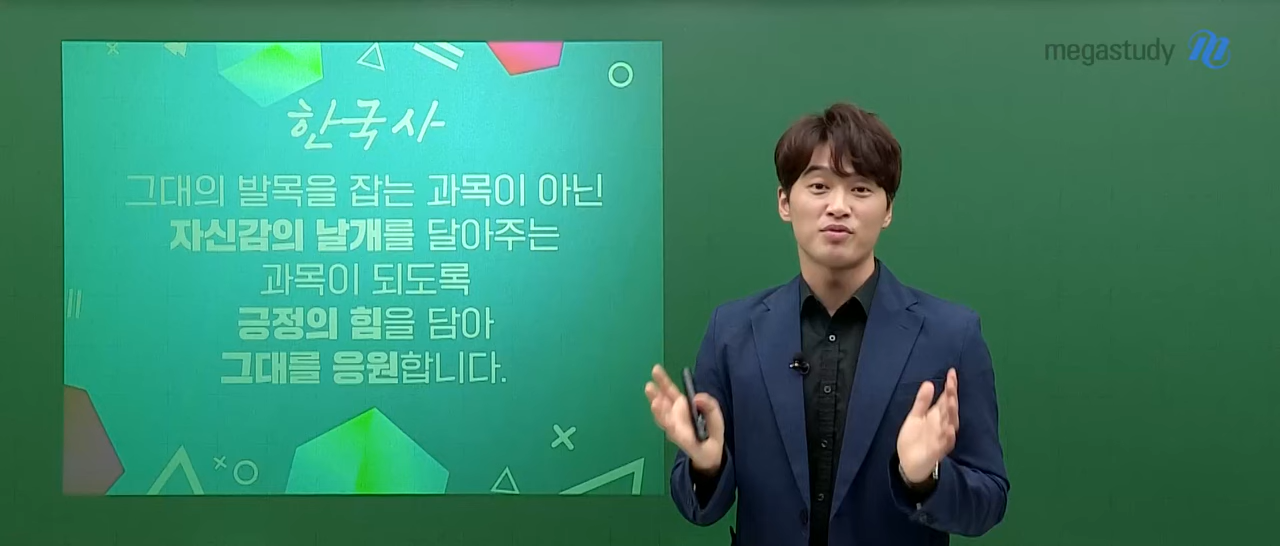 megastudy
한국사
그대의 발목을 잡는 과목이 아닌
자신감의 날개를 달아주는
과목이 되도록
긍정의 힘을 담아
그대를 응원합니다.